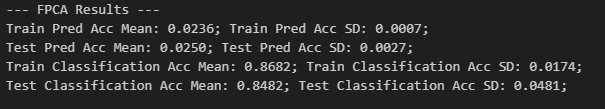 --- FPCA Results ---
Train Pred Acc Mean: 0.0236; Train Pred Acc SD: 0.0007;
Test Pred Acc Mean: 0.0250; Test Pred Acc SD: 0.0027;
Train Classification Acc Mean: 0.8682; Train Classification Acc SD: 0.0174;
Test Classification Acc Mean: 0.8482; Test Classification Acc SD: 0.0481;